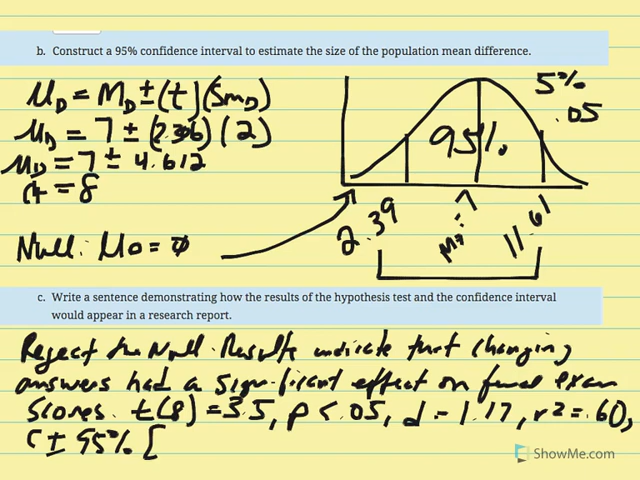 b. Construct a 95% confidence interval to estimate the size of the population mean difference.
μD = MD ± (t)(SmD)
μD = 7 ± (2.306)(2)
μD = 7 ± 4.612
df = 8
Null: μD = 0
5%
.05
95%
2.39
M=7
11.61
c. Write a sentence demonstrating how the results of the hypothesis test and the confidence interval
would appear in a research report.
Reject the Null. Results indicate that changing
answers had a significant effect on final exam
scores. t(8) = 3.5, p < .05, d = 1.17, r2 = .60,
C ± 95% [
ShowMe.com